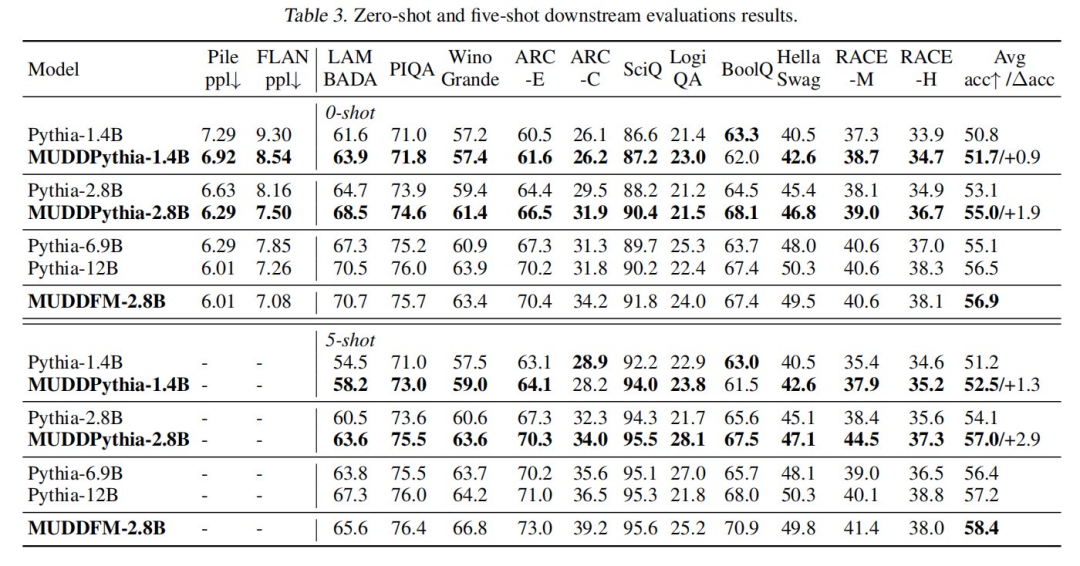 Table 3. Zero-shot and five-shot downstream evaluations results.
Model Pile ppl↓ FLAN ppl↓ LAM BADA PIQA Wino Grande ARC -E ARC -C SciQ Logi QA BoolQ Hella Swag RACE -M RACE -H Avg acc↑ /Δacc
0-shot
Pythia-1.4B 7.29 9.30 61.6 71.0 57.2 60.5 26.1 86.6 21.4 63.3 40.5 37.3 33.9 50.8
MUDDPythia-1.4B 6.92 8.54 63.9 71.8 57.4 61.6 26.2 87.2 23.0 62.0 42.6 38.7 34.7 51.7/+0.9
Pythia-2.8B 6.63 8.16 64.7 73.9 59.4 64.4 29.5 88.2 21.2 64.5 45.4 38.1 34.9 53.1
MUDDPythia-2.8B 6.29 7.50 68.5 74.6 61.4 66.5 31.9 90.4 21.5 68.1 46.8 39.0 36.7 55.0/+1.9
Pythia-6.9B 6.29 7.85 67.3 75.2 60.9 67.3 31.3 89.7 25.3 63.7 48.0 40.6 37.0 55.1
Pythia-12B 6.01 7.26 70.5 76.0 63.9 70.2 31.8 90.2 22.4 67.4 50.3 40.6 38.3 56.5
MUDDFM-2.8B 6.01 7.08 70.7 75.7 63.4 70.4 34.2 91.8 24.0 67.4 49.5 40.6 38.1 56.9
5-shot
Pythia-1.4B - - 54.5 71.0 57.5 63.1 28.9 92.2 22.9 63.0 40.5 35.4 34.6 51.2
MUDDPythia-1.4B - - 58.2 73.0 59.0 64.1 28.2 94.0 23.8 61.5 42.6 37.9 35.2 52.5/+1.3
Pythia-2.8B - - 60.5 73.6 60.6 67.3 32.3 94.3 21.7 65.6 45.1 38.4 35.6 54.1
MUDDPythia-2.8B - - 63.6 75.5 63.6 70.3 34.0 95.5 28.1 67.5 47.1 44.5 37.3 57.0/+2.9
Pythia-6.9B - - 63.8 75.5 63.7 70.2 35.6 95.1 27.0 65.7 48.1 39.0 36.5 56.4
Pythia-12B - - 67.3 76.0 64.2 71.0 36.5 95.3 21.8 68.0 50.3 40.1 38.8 57.2
MUDDFM-2.8B - - 65.6 76.4 66.8 73.0 39.2 95.6 25.2 70.9 49.8 41.4 38.0 58.4